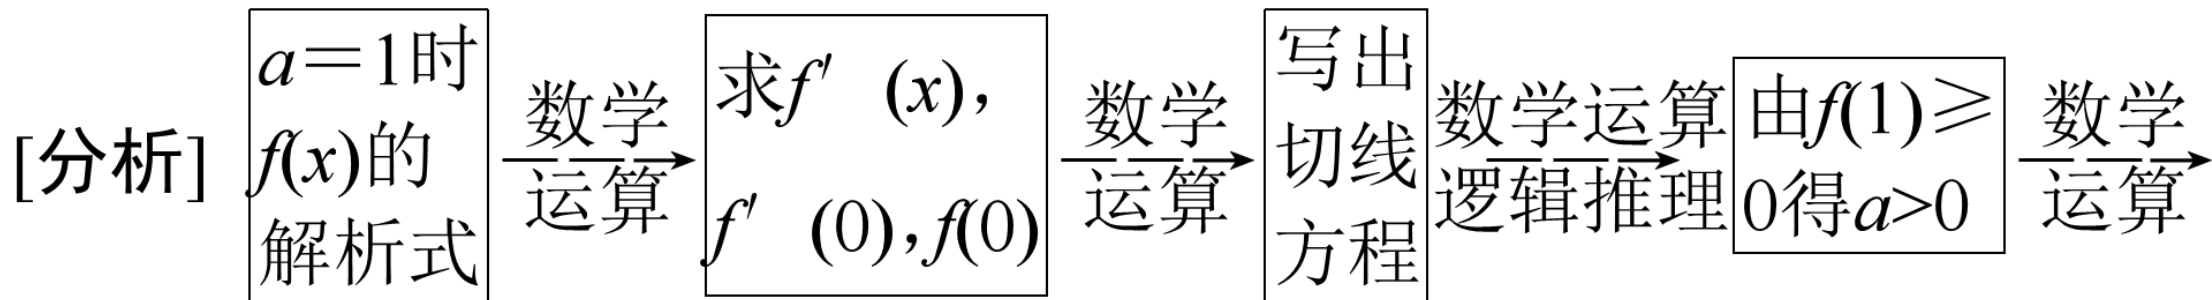 [分析]
a=1时
f(x)的
解析式
数学
运算
求f′ (x),
f′ (0),f(0)
数学
运算
写出
切线
方程
数学运算
逻辑推理
由f(1)≥
0得a>0
数学
运算